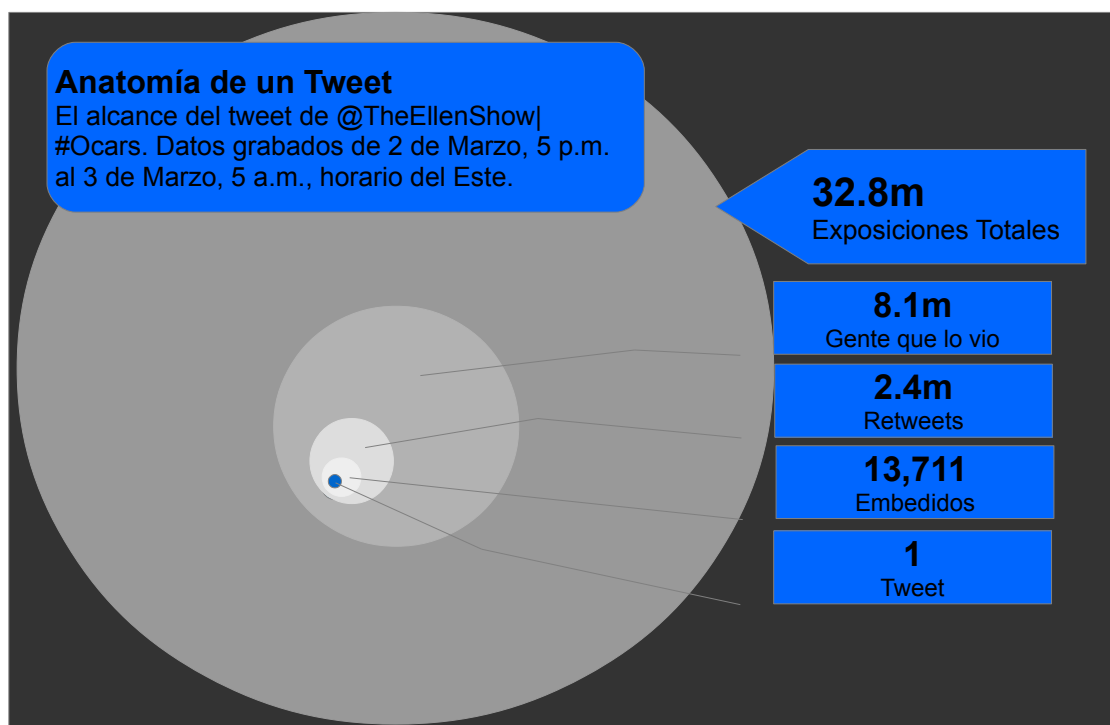 Anatomía de un Tweet
El alcance del tweet de @TheEllenShow|
#Ocars. Datos grabados de 2 de Marzo, 5 p.m.
al 3 de Marzo, 5 a.m., horario del Este.
32.8m
Exposiciones Totales
8.1m
Gente que lo vio
2.4m
Retweets
13,711
Embedidos
1
Tweet